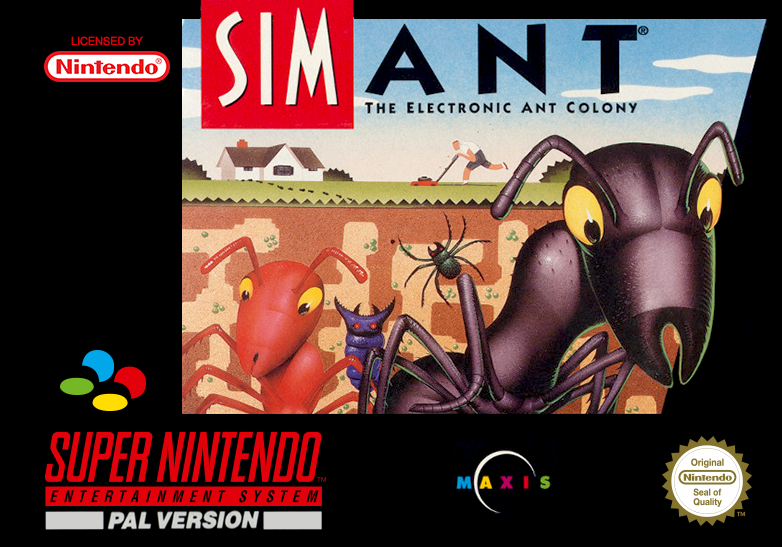 LICENSED BY
Nintendo®
SIM ANT®
THE ELECTRONIC ANT COLONY
SUPER NINTENDO™
ENTERTAINMENT SYSTEM
PAL VERSION
MAXIS
Original
Nintendo
Seal of
Quality
TM